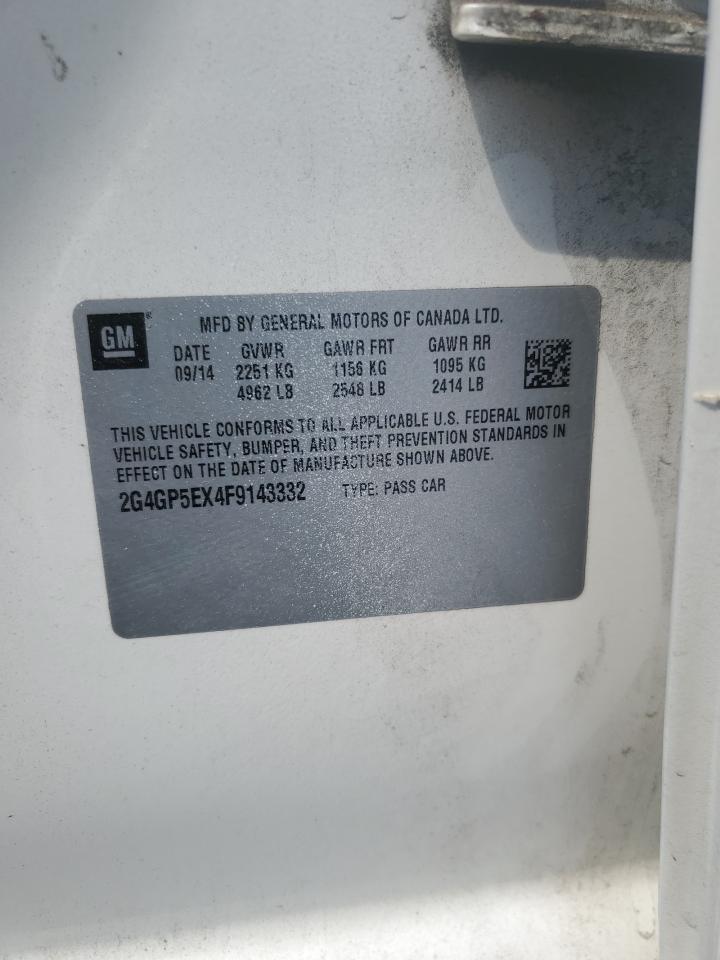 GM
MFD BY GENERAL MOTORS OF CANADA LTD.
DATE GVWR GAWR FRT GAWR RR
09/14 2251 KG 1156 KG 1095 KG
4962 LB 2548 LB 2414 LB
THIS VEHICLE CONFORMS TO ALL APPLICABLE U.S. FEDERAL MOTOR
VEHICLE SAFETY, BUMPER, AND THEFT PREVENTION STANDARDS IN
EFFECT ON THE DATE OF MANUFACTURE SHOWN ABOVE.
2G4GP5EX4F9143332 TYPE: PASS CAR